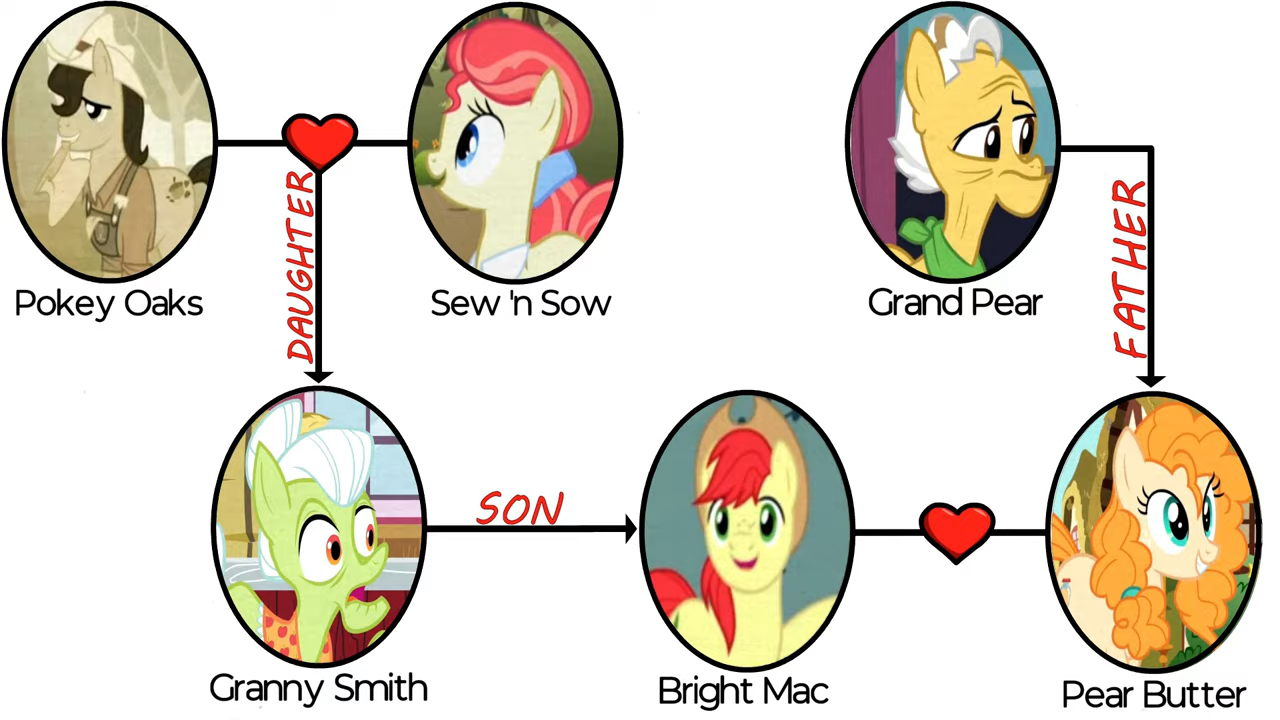 Pokey Oaks
Sew 'n Sow
Grand Pear
DAUGHTER
FATHER
SON
Granny Smith
Bright Mac
Pear Butter